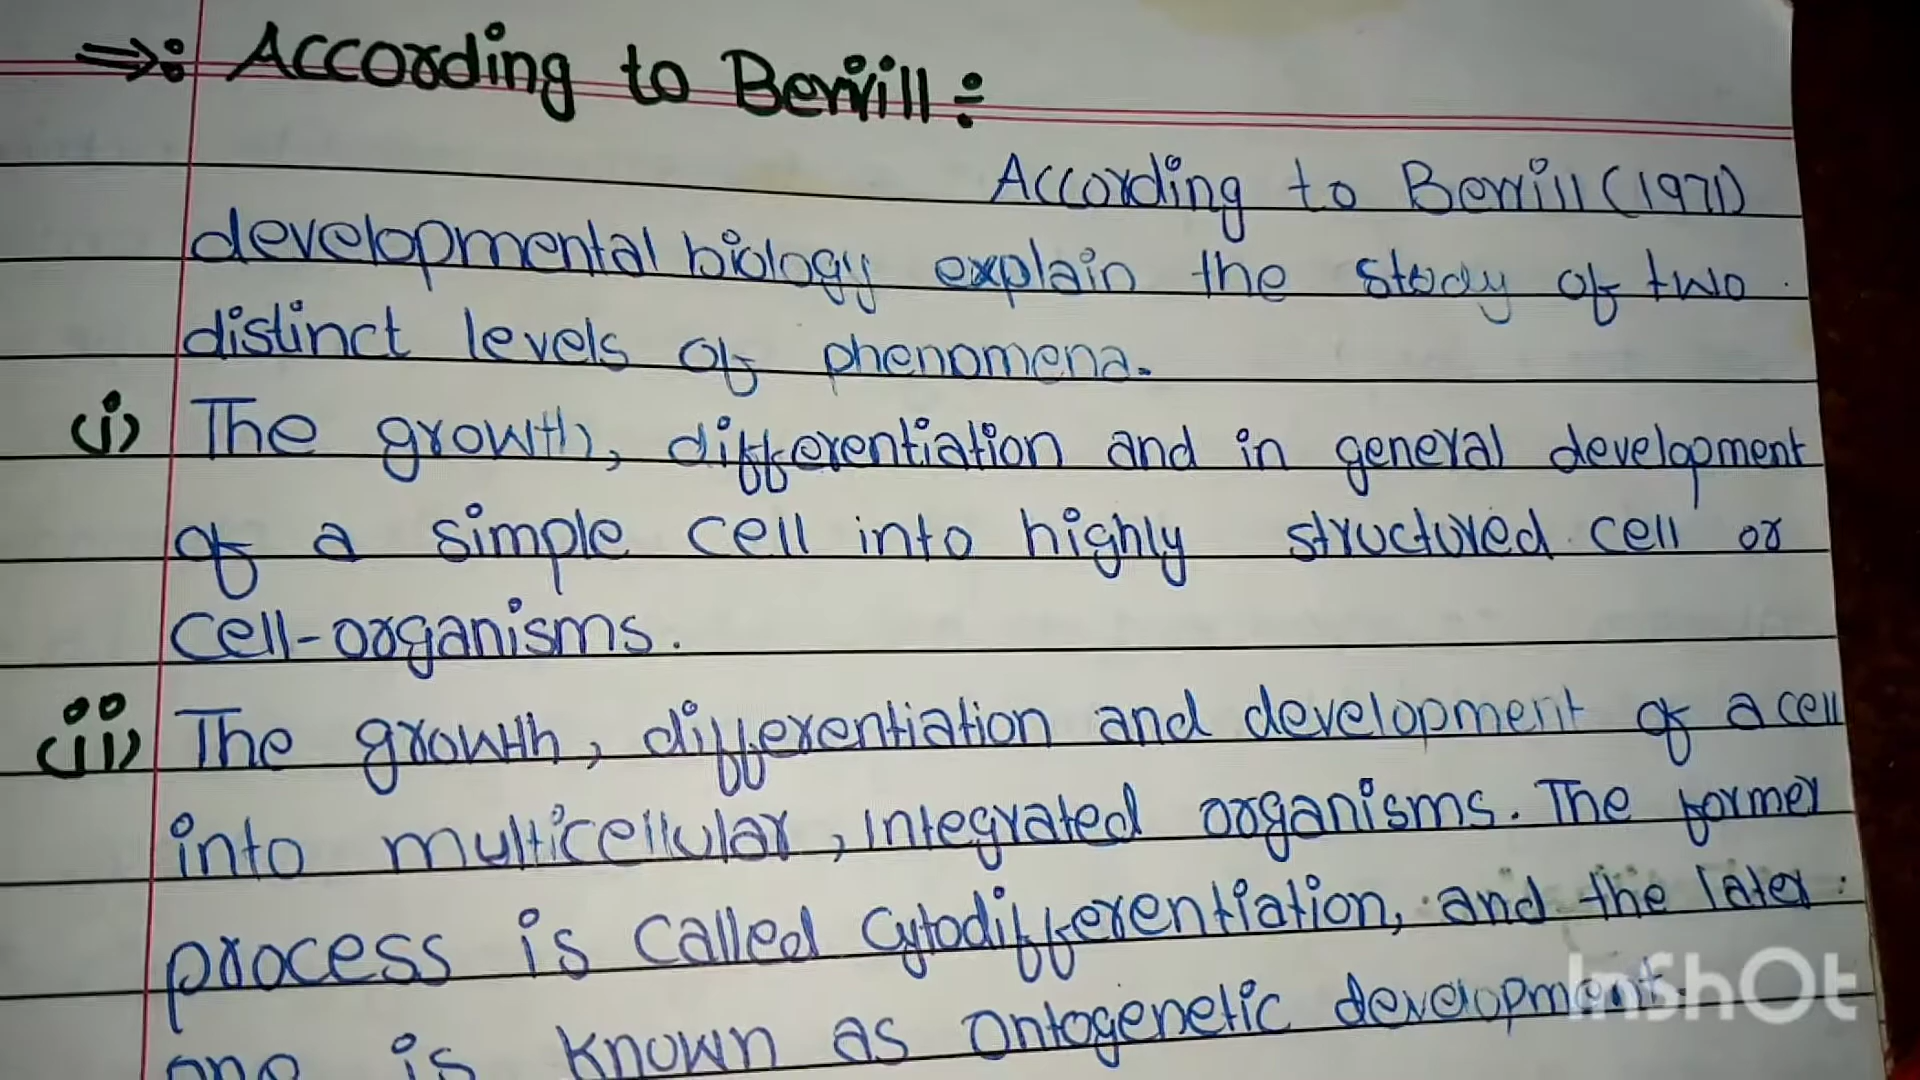 ⇒: According to Berrill :-
According to Berrill (1971)
developmental biology explain the study of two
distinct levels of phenomena.
(i) The growth, differentiation and in general development
of a simple cell into highly structured cell or
cell-organisms.
(ii) The growth, differentiation and development of a cell
into multicellular, integrated organisms. The former
process is called cytodifferentiation, and the later
one is known as ontogenetic development.
InShOt